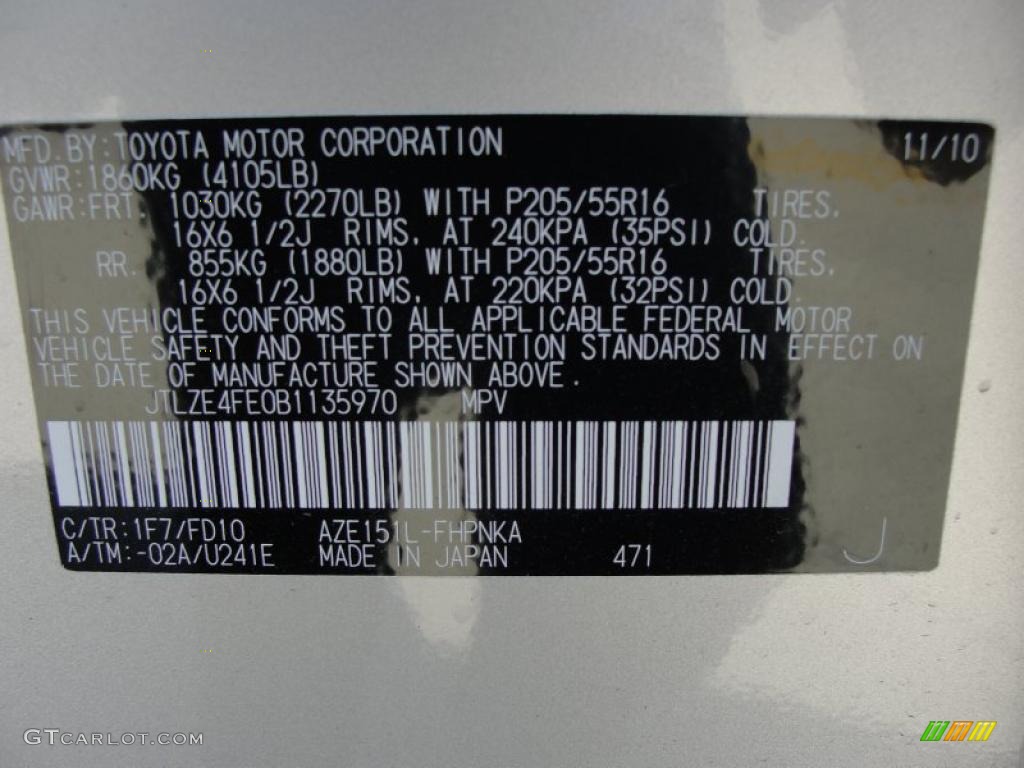 MFD. BY: TOYOTA MOTOR CORPORATION 11/10
GVWR: 1860KG (4105LB)
GAWR: FRT. 1030KG (2270LB) WITH P205/55R16 TIRES,
16X6 1/2J RIMS, AT 240KPA (35PSI) COLD.
RR. 855KG (1880LB) WITH P205/55R16 TIRES,
16X6 1/2J RIMS, AT 220KPA (32PSI) COLD.
THIS VEHICLE CONFORMS TO ALL APPLICABLE FEDERAL MOTOR
VEHICLE SAFETY AND THEFT PREVENTION STANDARDS IN EFFECT ON
THE DATE OF MANUFACTURE SHOWN ABOVE.
JTLZE4FE0B1135970 MPV
C/TR: 1F7/FD10 AZE151L-FHPNKA
A/TM: -02A/U241E MADE IN JAPAN 471 J
GTCARLOT.COM